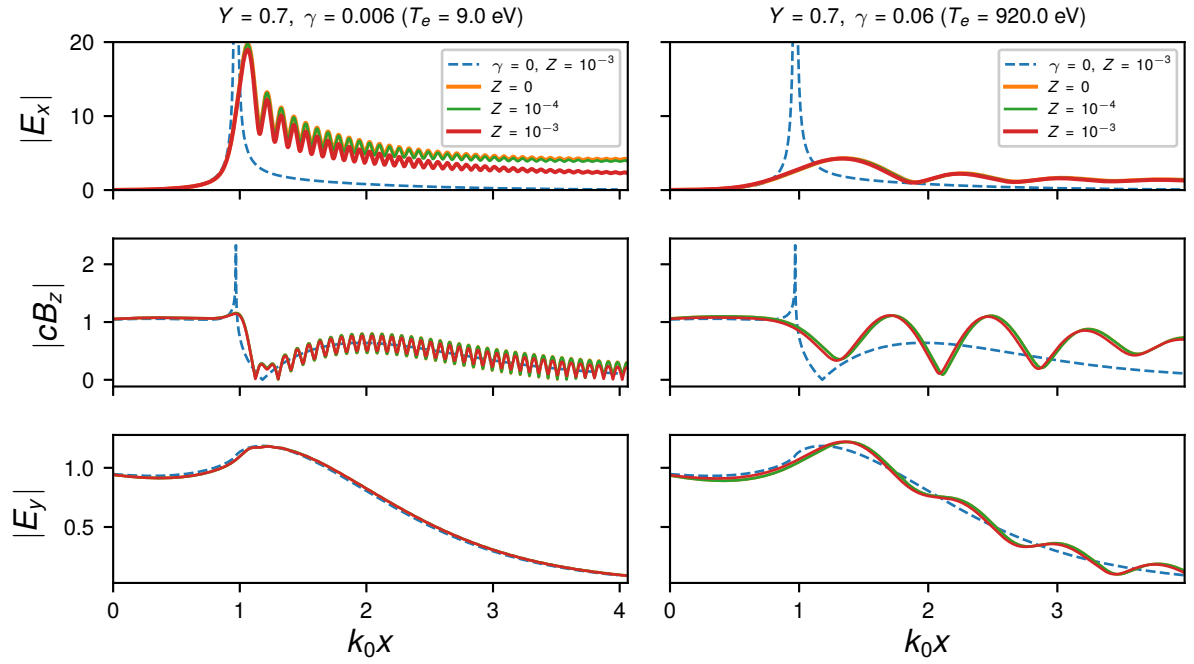 Y = 0.7, γ = 0.006 (T_e = 9.0 eV)
Y = 0.7, γ = 0.06 (T_e = 920.0 eV)
|E_x|
20
10
0
γ = 0, Z = 10⁻³
Z = 0
Z = 10⁻⁴
Z = 10⁻³
γ = 0, Z = 10⁻³
Z = 0
Z = 10⁻⁴
Z = 10⁻³
|cB_z|
2
1
0
|E_y|
1.0
0.5
0 1 2 3 4
k₀x
0 1 2 3
k₀x